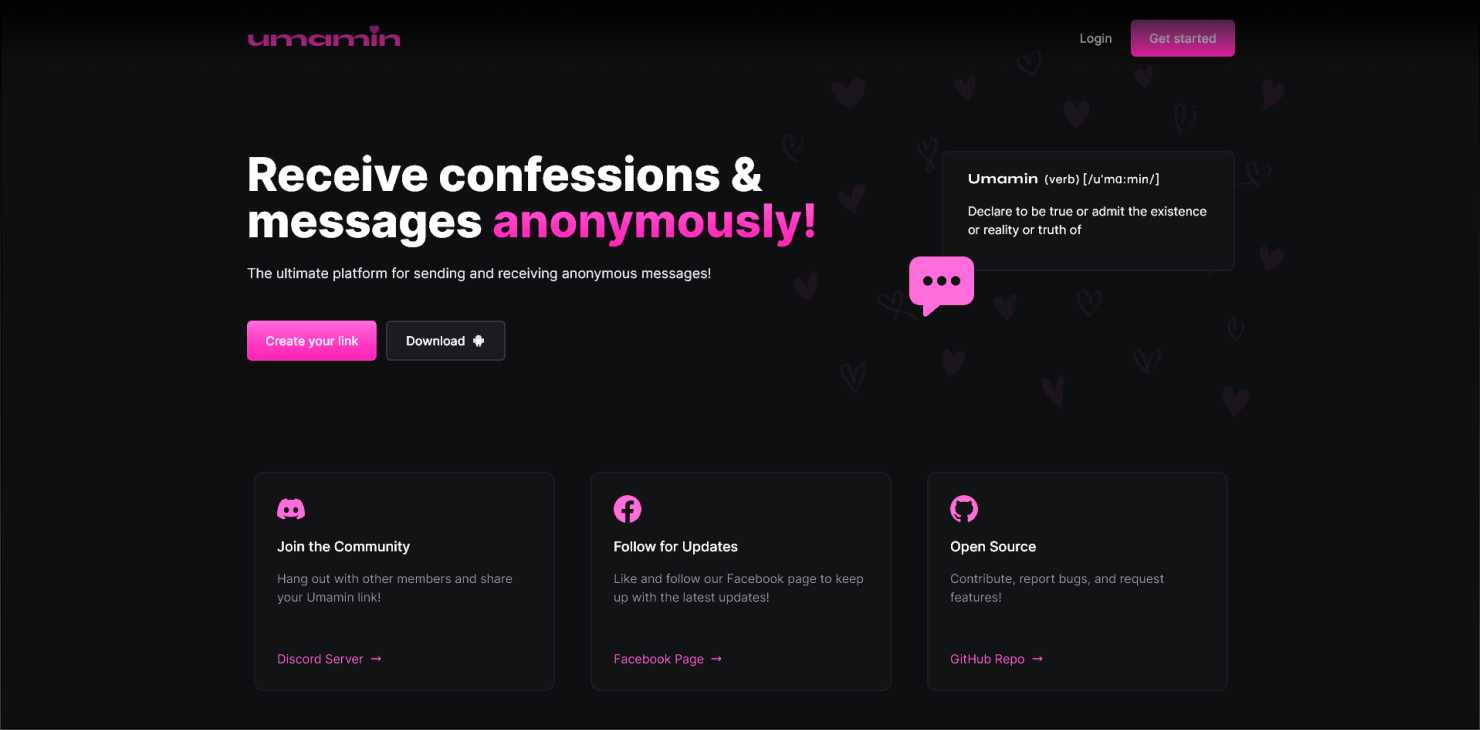 umamin
Login
Get started
Receive confessions &
messages anonymously!
The ultimate platform for sending and receiving anonymous messages!
Create your link
Download
Umamin (verb) [/u'mɑ:min/]
Declare to be true or admit the existence
or reality or truth of
Join the Community
Hang out with other members and share
your Umamin link!
Discord Server →
Follow for Updates
Like and follow our Facebook page to keep
up with the latest updates!
Facebook Page →
Open Source
Contribute, report bugs, and request
features!
GitHub Repo →